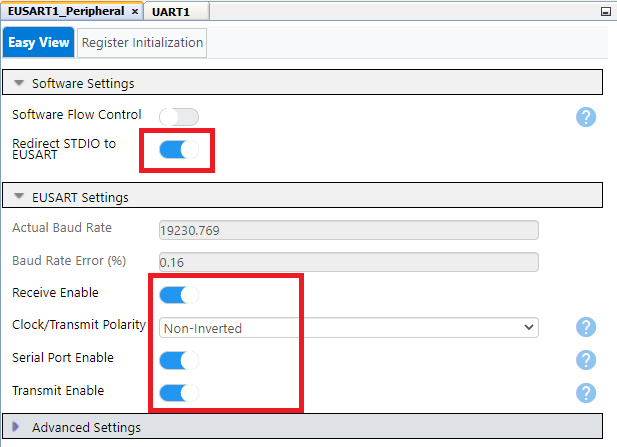 EUSART1_Peripheral × UART1
Easy View Register Initialization
Software Settings
Software Flow Control ?
Redirect STDIO to
EUSART
EUSART Settings
Actual Baud Rate 19230.769
Baud Rate Error (%) 0.16
Receive Enable
Clock/Transmit Polarity Non-Inverted ?
Serial Port Enable ?
Transmit Enable ?
Advanced Settings